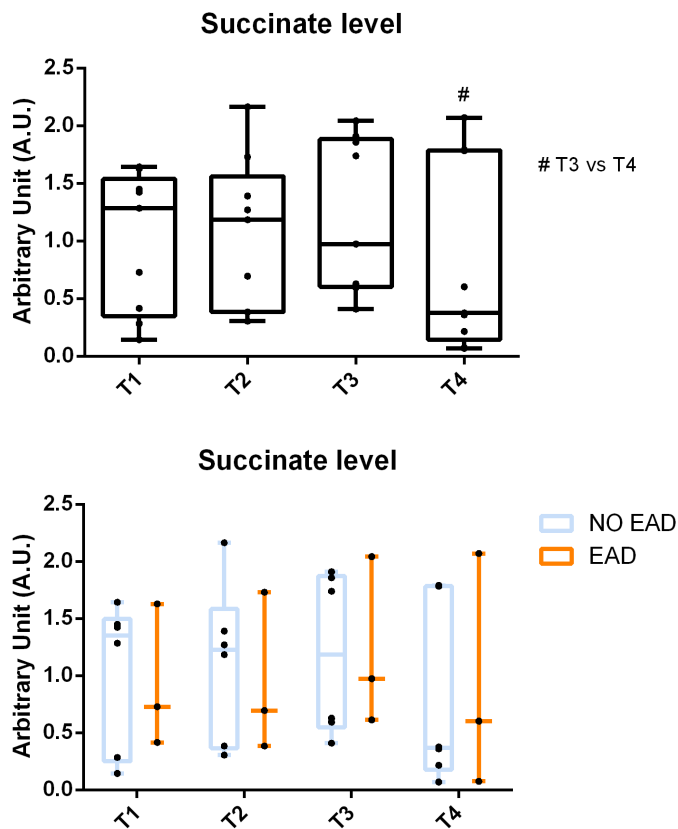 Succinate level
Arbitrary Unit (A.U.)
2.5
2.0
1.5
1.0
0.5
0.0
#
# T3 vs T4
T1
T2
T3
T4
Succinate level
Arbitrary Unit (A.U.)
2.5
2.0
1.5
1.0
0.5
0.0
NO EAD
EAD
T1
T2
T3
T4